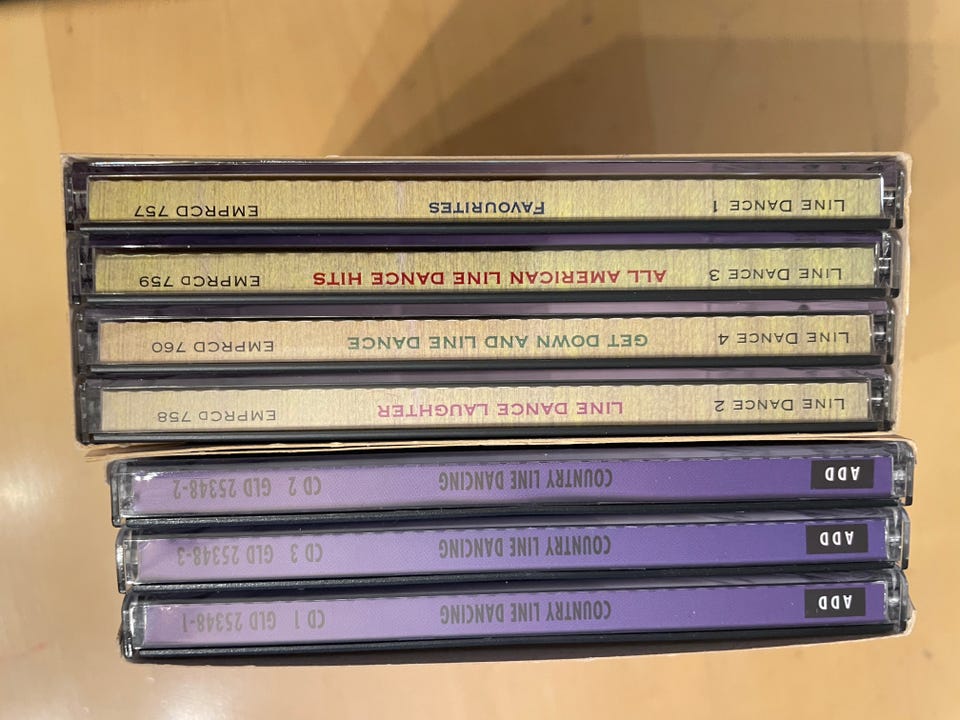 LINE DANCE 1 FAVOURITES EMPRCD 757
LINE DANCE 3 ALL AMERICAN LINE DANCE HITS EMPRCD 759
LINE DANCE 4 GET DOWN AND LINE DANCE EMPRCD 760
LINE DANCE 2 LINE DANCE LAUGHTER EMPRCD 758
ADD COUNTRY LINE DANCING CD 2 GLD 25348-2
ADD COUNTRY LINE DANCING CD 3 GLD 25348-3
ADD COUNTRY LINE DANCING CD 1 GLD 25348-1